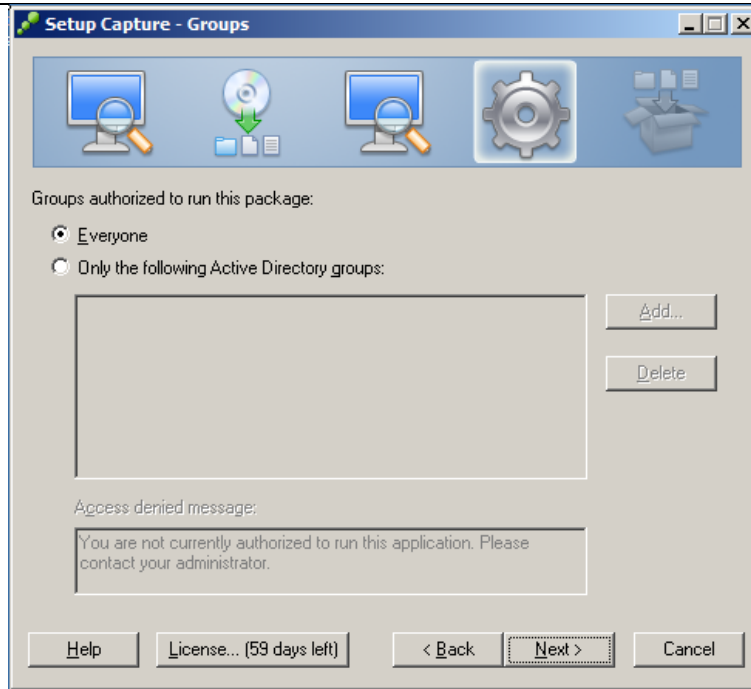 Setup Capture - Groups
Groups authorized to run this package:
Everyone
Only the following Active Directory groups:
Add...
Delete
Access denied message:
You are not currently authorized to run this application. Please
contact your administrator.
Help
License... (59 days left)
< Back
Next >
Cancel